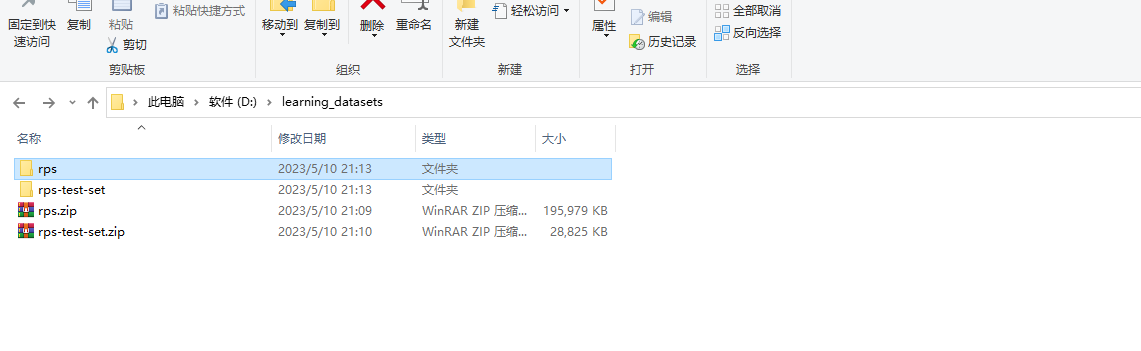 粘贴快捷方式
轻松访问
编辑
全部取消
固定到快速访问
复制
粘贴
剪切
移动到
复制到
删除
重命名
新建
文件夹
属性
历史记录
反向选择
剪贴板
组织
新建
打开
选择
此电脑 > 软件 (D:) > learning_datasets
名称 修改日期 类型 大小
rps 2023/5/10 21:13 文件夹
rps-test-set 2023/5/10 21:13 文件夹
rps.zip 2023/5/10 21:09 WinRAR ZIP 压缩... 195,979 KB
rps-test-set.zip 2023/5/10 21:10 WinRAR ZIP 压缩... 28,825 KB